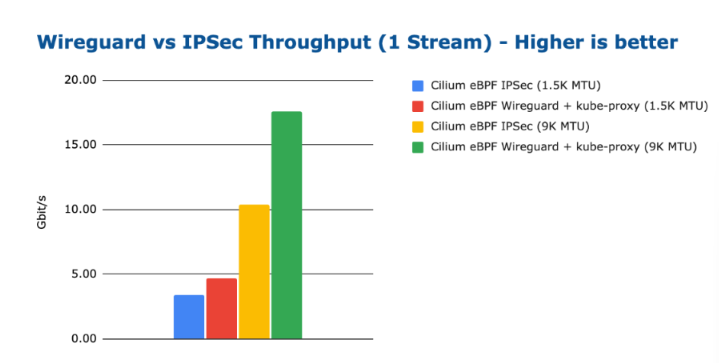 Wireguard vs IPSec Throughput (1 Stream) - Higher is better
20.00
15.00
10.00
5.00
0.00
Gbit/s
Cilium eBPF IPSec (1.5K MTU)
Cilium eBPF Wireguard + kube-proxy (1.5K MTU)
Cilium eBPF IPSec (9K MTU)
Cilium eBPF Wireguard + kube-proxy (9K MTU)